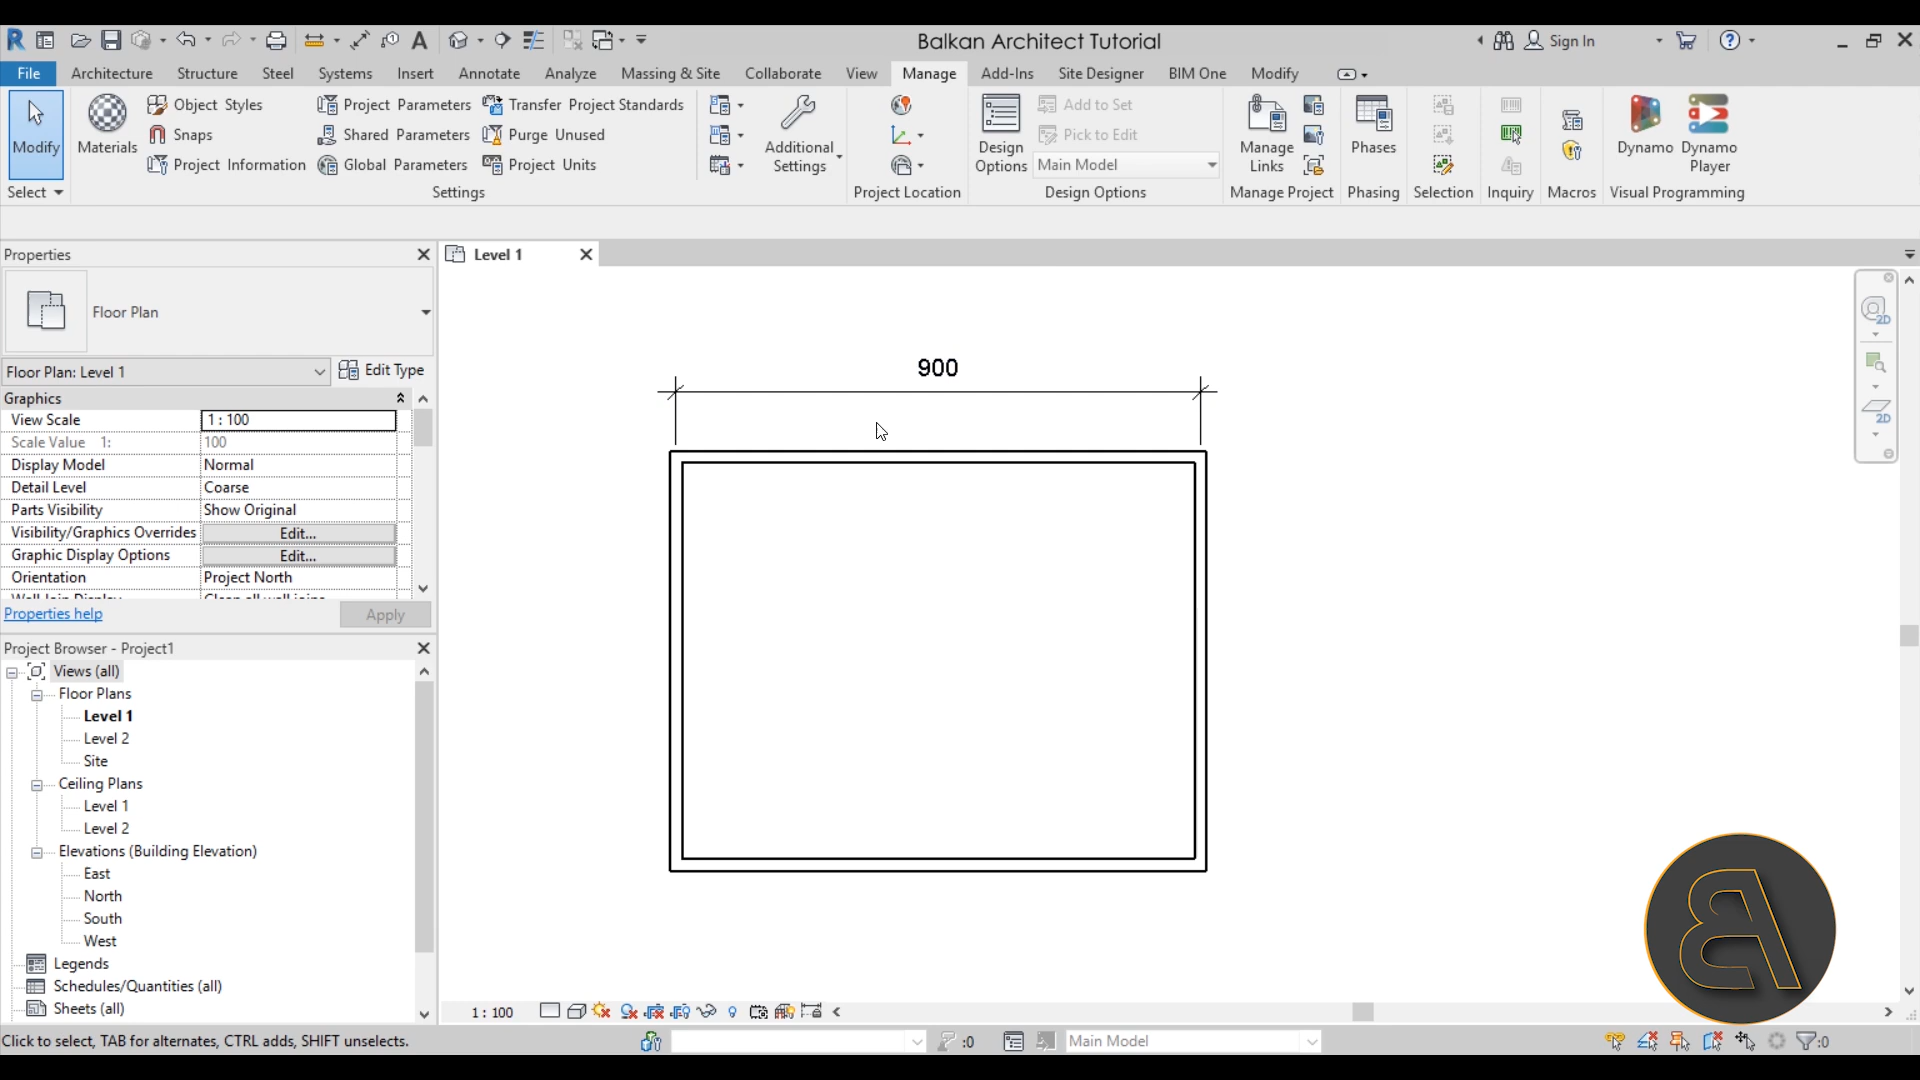 Balkan Architect Tutorial
Sign In
File Architecture Structure Steel Systems Insert Annotate Analyze Massing & Site Collaborate View Manage Add-Ins Site Designer BIM One Modify
Modify
Select
Materials
Object Styles
Snaps
Project Information
Project Parameters
Shared Parameters
Global Parameters
Transfer Project Standards
Purge Unused
Project Units
Settings
Additional Settings
Project Location
Design Options
Add to Set
Pick to Edit
Main Model
Design Options
Manage Links
Manage Project
Phases
Phasing
Selection
Inquiry
Macros
Dynamo
Dynamo Player
Visual Programming
Properties
Level 1
Floor Plan
Floor Plan: Level 1
Edit Type
Graphics
View Scale 1 : 100
Scale Value 1: 100
Display Model Normal
Detail Level Coarse
Parts Visibility Show Original
Visibility/Graphics Overrides Edit...
Graphic Display Options Edit...
Orientation Project North
Properties help
Apply
Project Browser - Project1
Views (all)
Floor Plans
Level 1
Level 2
Site
Ceiling Plans
Level 1
Level 2
Elevations (Building Elevation)
East
North
South
West
Legends
Schedules/Quantities (all)
Sheets (all)
900
2D
2D
1 : 100
Click to select, TAB for alternates, CTRL adds, SHIFT unselects.
:0
Main Model
:0